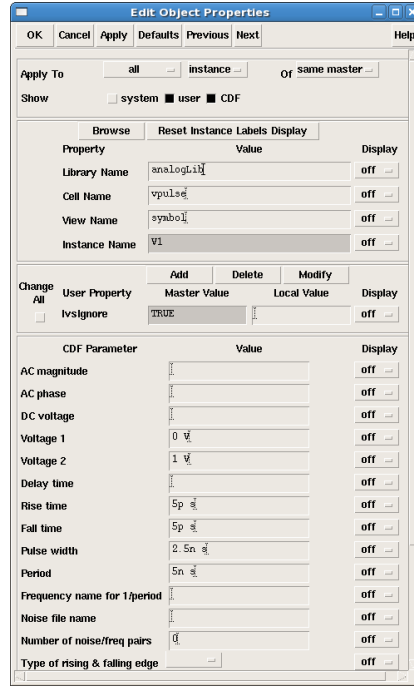 Edit Object Properties
OK Cancel Apply Defaults Previous Next Help
Apply To all instance Of same master
Show system user CDF
Browse Reset Instance Labels Display
Property Value Display
Library Name analogLib off
Cell Name vpulse off
View Name symbol off
Instance Name V1 off
Add Delete Modify
Change All User Property Master Value Local Value Display
lvsIgnore TRUE off
CDF Parameter Value Display
AC magnitude off
AC phase off
DC voltage off
Voltage 1 0 V off
Voltage 2 1 V off
Delay time off
Rise time 5p s off
Fall time 5p s off
Pulse width 2.5n s off
Period 5n s off
Frequency name for 1/period off
Noise file name off
Number of noise/freq pairs 0 off
Type of rising & falling edge off